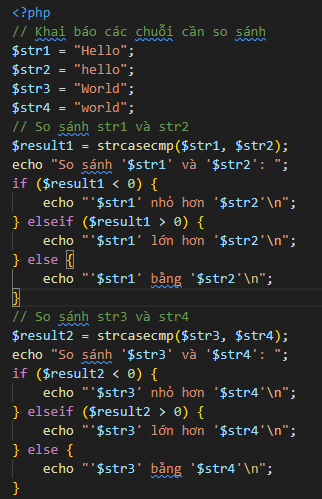 <?php
// Khai báo các chuỗi cần so sánh
$str1 = "Hello";
$str2 = "hello";
$str3 = "World";
$str4 = "world";
// So sánh str1 và str2
$result1 = strcasecmp($str1, $str2);
echo "So sánh '$str1' và '$str2': ";
if ($result1 < 0) {
    echo "'$str1' nhỏ hơn '$str2'\n";
} elseif ($result1 > 0) {
    echo "'$str1' lớn hơn '$str2'\n";
} else {
    echo "'$str1' bằng '$str2'\n";
}
// So sánh str3 và str4
$result2 = strcasecmp($str3, $str4);
echo "So sánh '$str3' và '$str4': ";
if ($result2 < 0) {
    echo "'$str3' nhỏ hơn '$str4'\n";
} elseif ($result2 > 0) {
    echo "'$str3' lớn hơn '$str4'\n";
} else {
    echo "'$str3' bằng '$str4'\n";
}